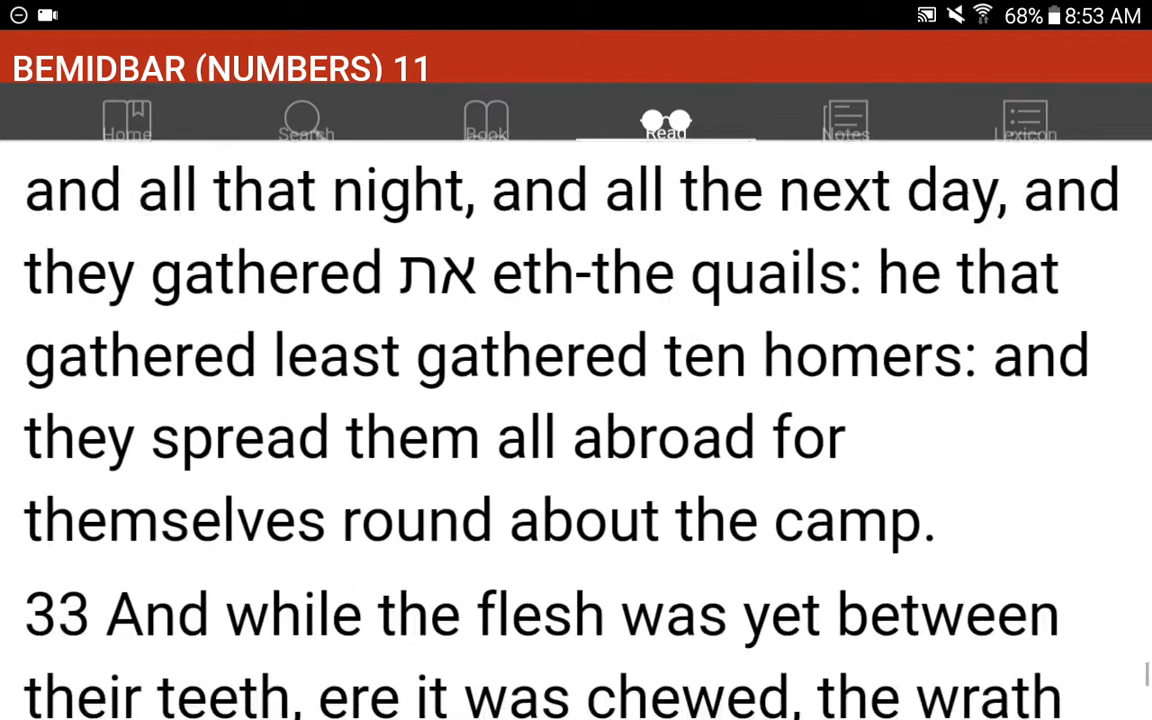 68% 8:53 AM
BEMIDBAR (NUMBERS) 11
Home Search Book Read Notes Lexicon
and all that night, and all the next day, and
they gathered את eth-the quails: he that
gathered least gathered ten homers: and
they spread them all abroad for
themselves round about the camp.
33 And while the flesh was yet between
their teeth, ere it was chewed, the wrath